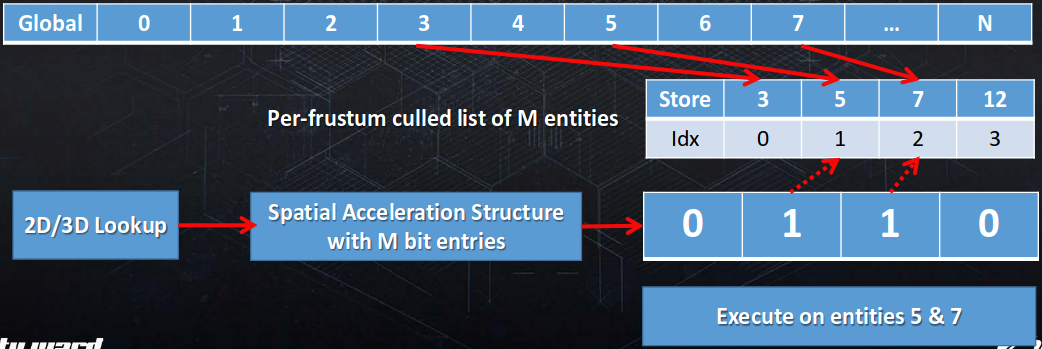 Global 0 1 2 3 4 5 6 7 ... N
Per-frustum culled list of M entities
Store 3 5 7 12
Idx 0 1 2 3
2D/3D Lookup
Spatial Acceleration Structure
with M bit entries
0 1 1 0
Execute on entities 5 & 7